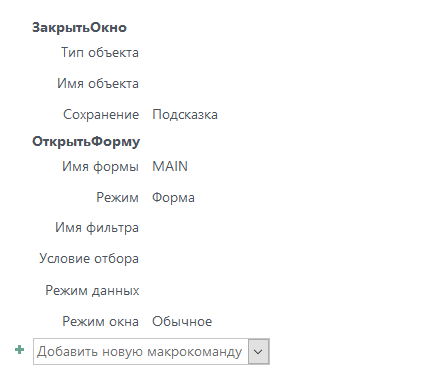 ЗакрытьОкно
Тип объекта
Имя объекта
Сохранение Подсказка
ОткрытьФорму
Имя формы MAIN
Режим Форма
Имя фильтра
Условие отбора
Режим данных
Режим окна Обычное
Добавить новую макрокоманду